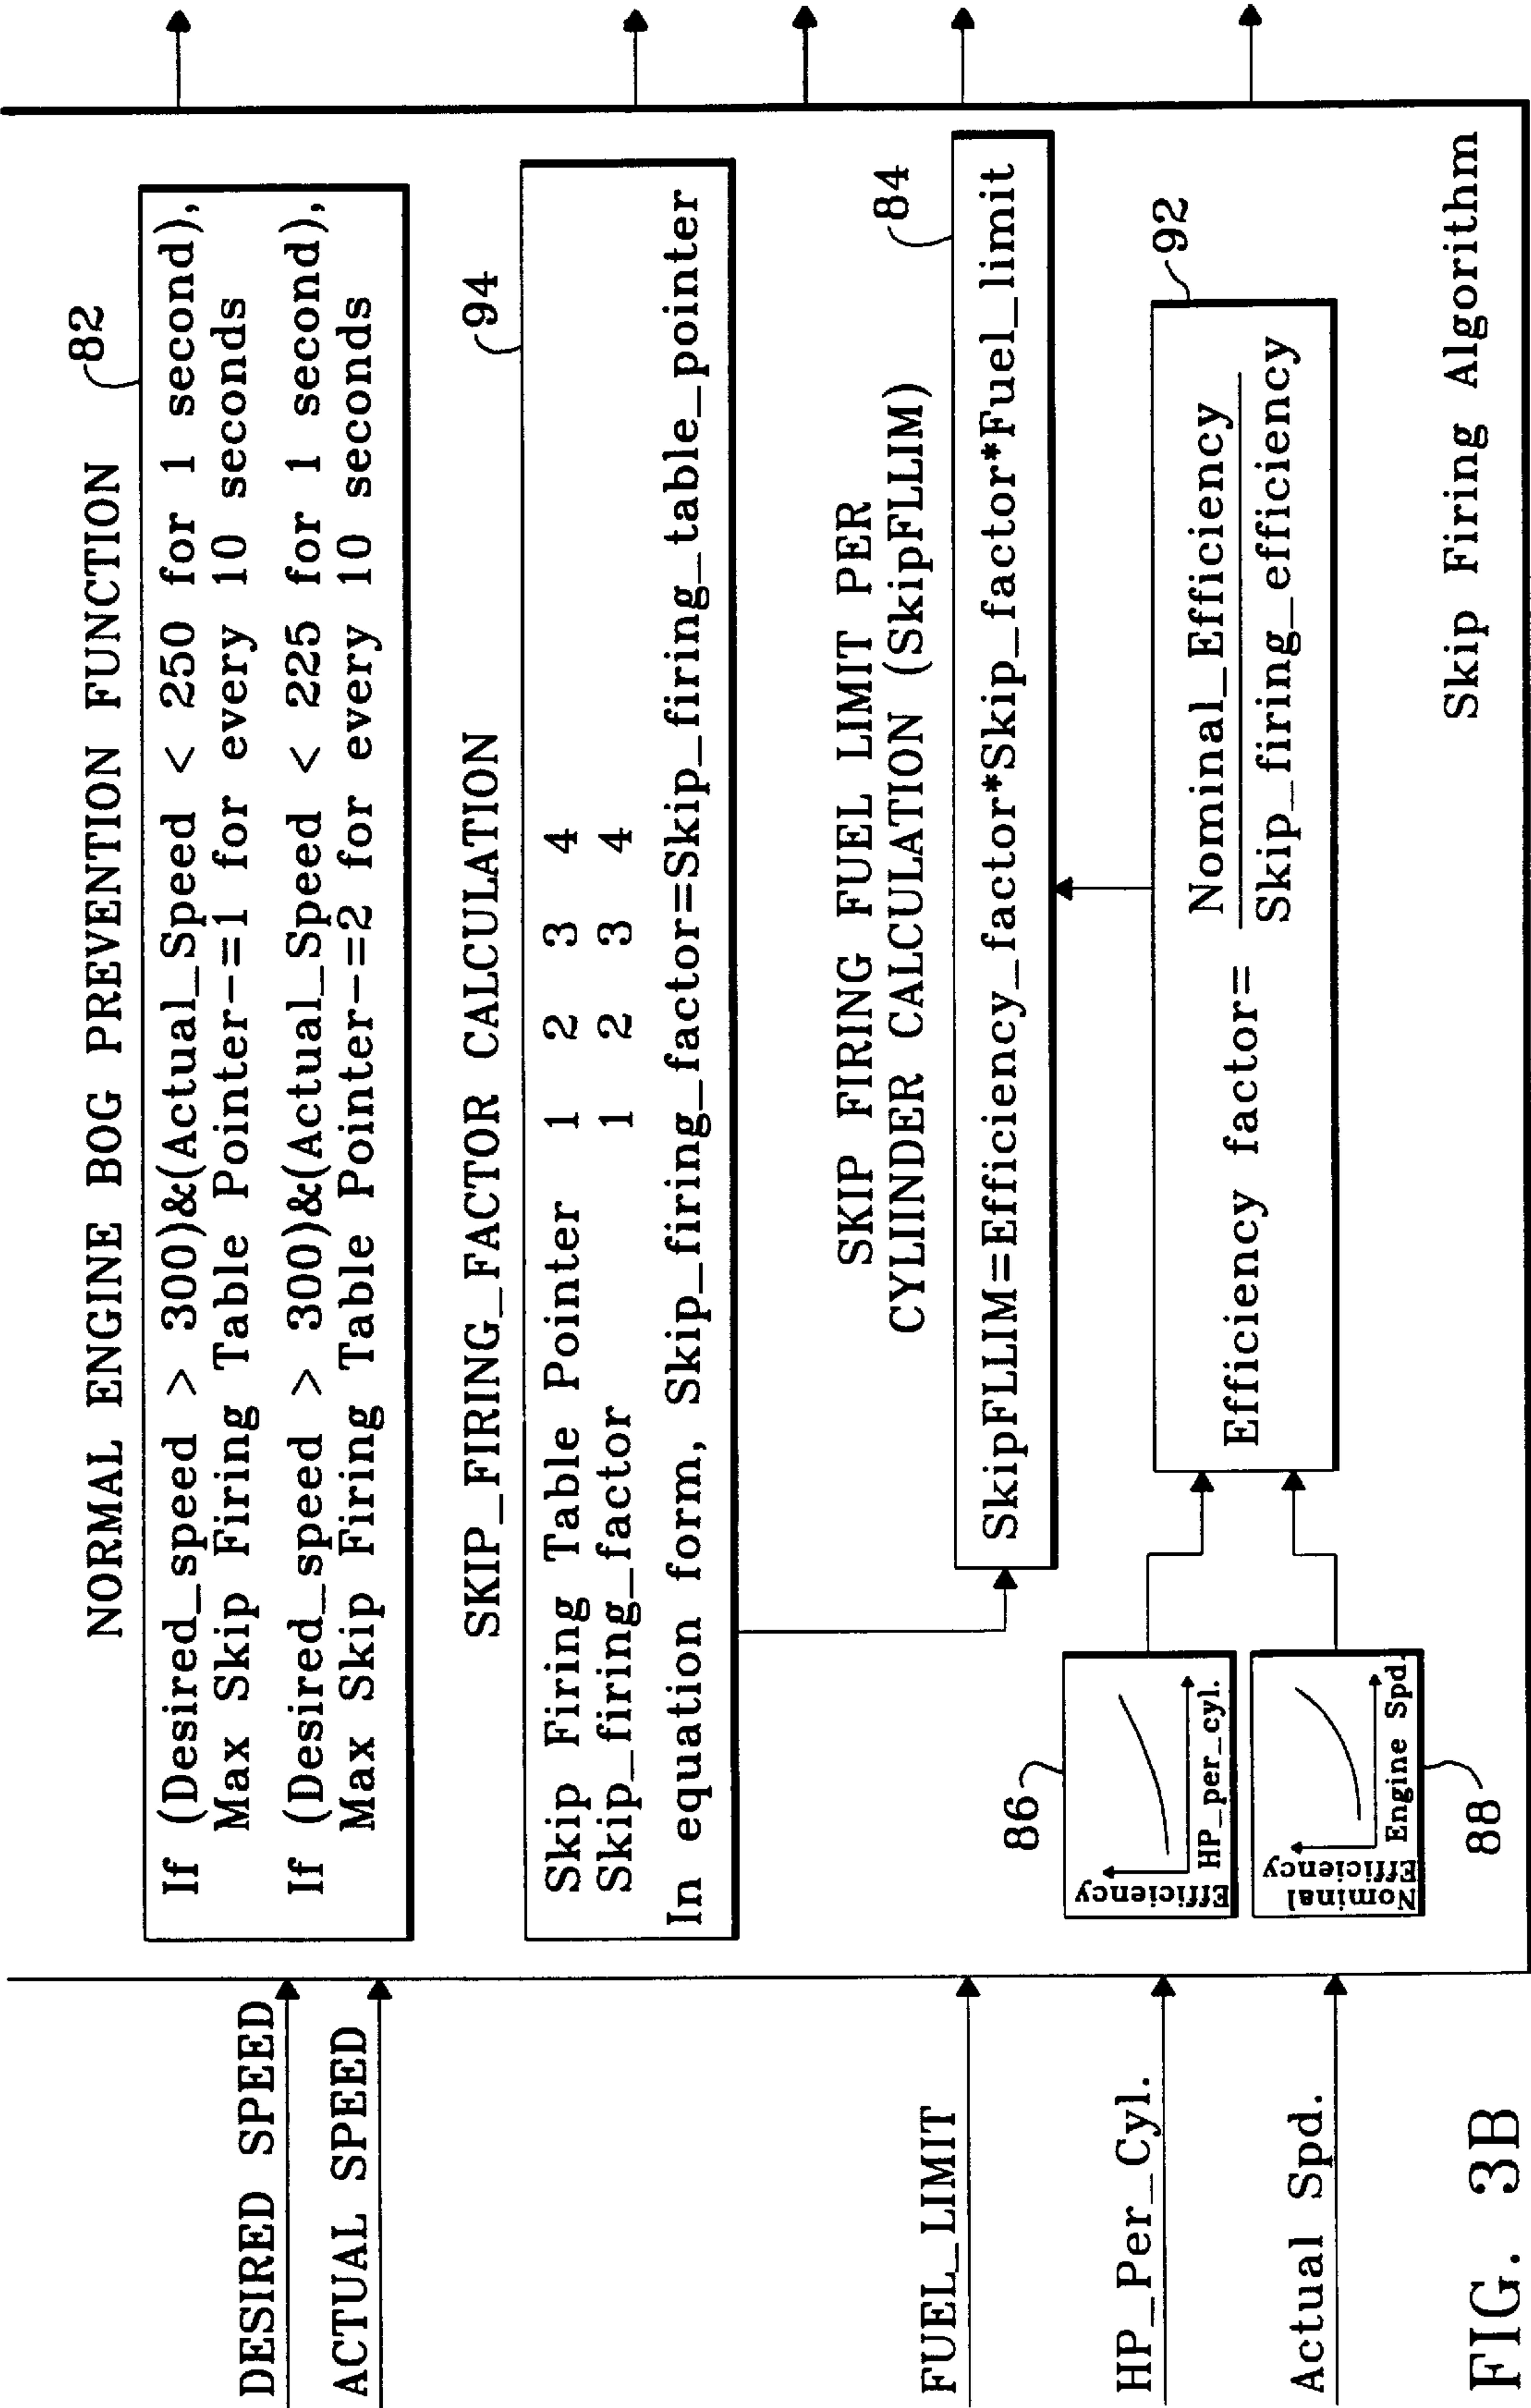 DESIRED SPEED
ACTUAL SPEED
FUEL_LIMIT
HP_Per_Cyl.
Actual Spd.
NORMAL ENGINE BOG PREVENTION FUNCTION
82
If (Desired_speed > 300)&(Actual_Speed < 250 for 1 second),
Max Skip Firing Table Pointer-=1 for every 10 seconds
If (Desired_speed > 300)&(Actual_Speed < 225 for 1 second),
Max Skip Firing Table Pointer-=2 for every 10 seconds
SKIP_FIRING_FACTOR CALCULATION
94
Skip Firing Table Pointer 1 2 3 4
Skip_firing_factor 1 2 3 4
In equation form, Skip_firing_factor=Skip_firing_table_pointer
SKIP FIRING FUEL LIMIT PER
CYLIINDER CALCULATION (SkipFLLIM)
84
SkipFLLIM=Efficiency_factor*Skip_factor*Fuel_limit
86
Efficiency
HP_per_cyl.
Nominal
Efficiency
Engine Spd.
88
92
Efficiency factor=
Nominal_Efficiency
Skip_firing_efficiency
Skip Firing Algorithm
FIG. 3B